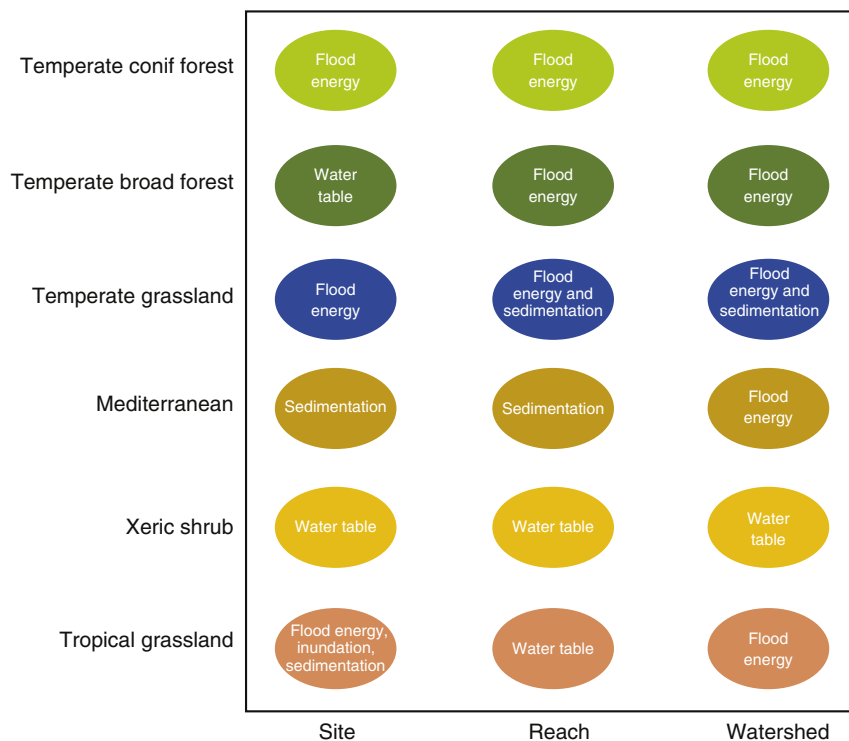 Temperate conif forest
Flood
energy
Flood
energy
Flood
energy
Temperate broad forest
Water
table
Flood
energy
Flood
energy
Temperate grassland
Flood
energy
Flood
energy and
sedimentation
Flood
energy and
sedimentation
Mediterranean
Sedimentation
Sedimentation
Flood
energy
Xeric shrub
Water table
Water table
Water
table
Tropical grassland
Flood energy,
inundation,
sedimentation
Water table
Flood
energy
Site
Reach
Watershed